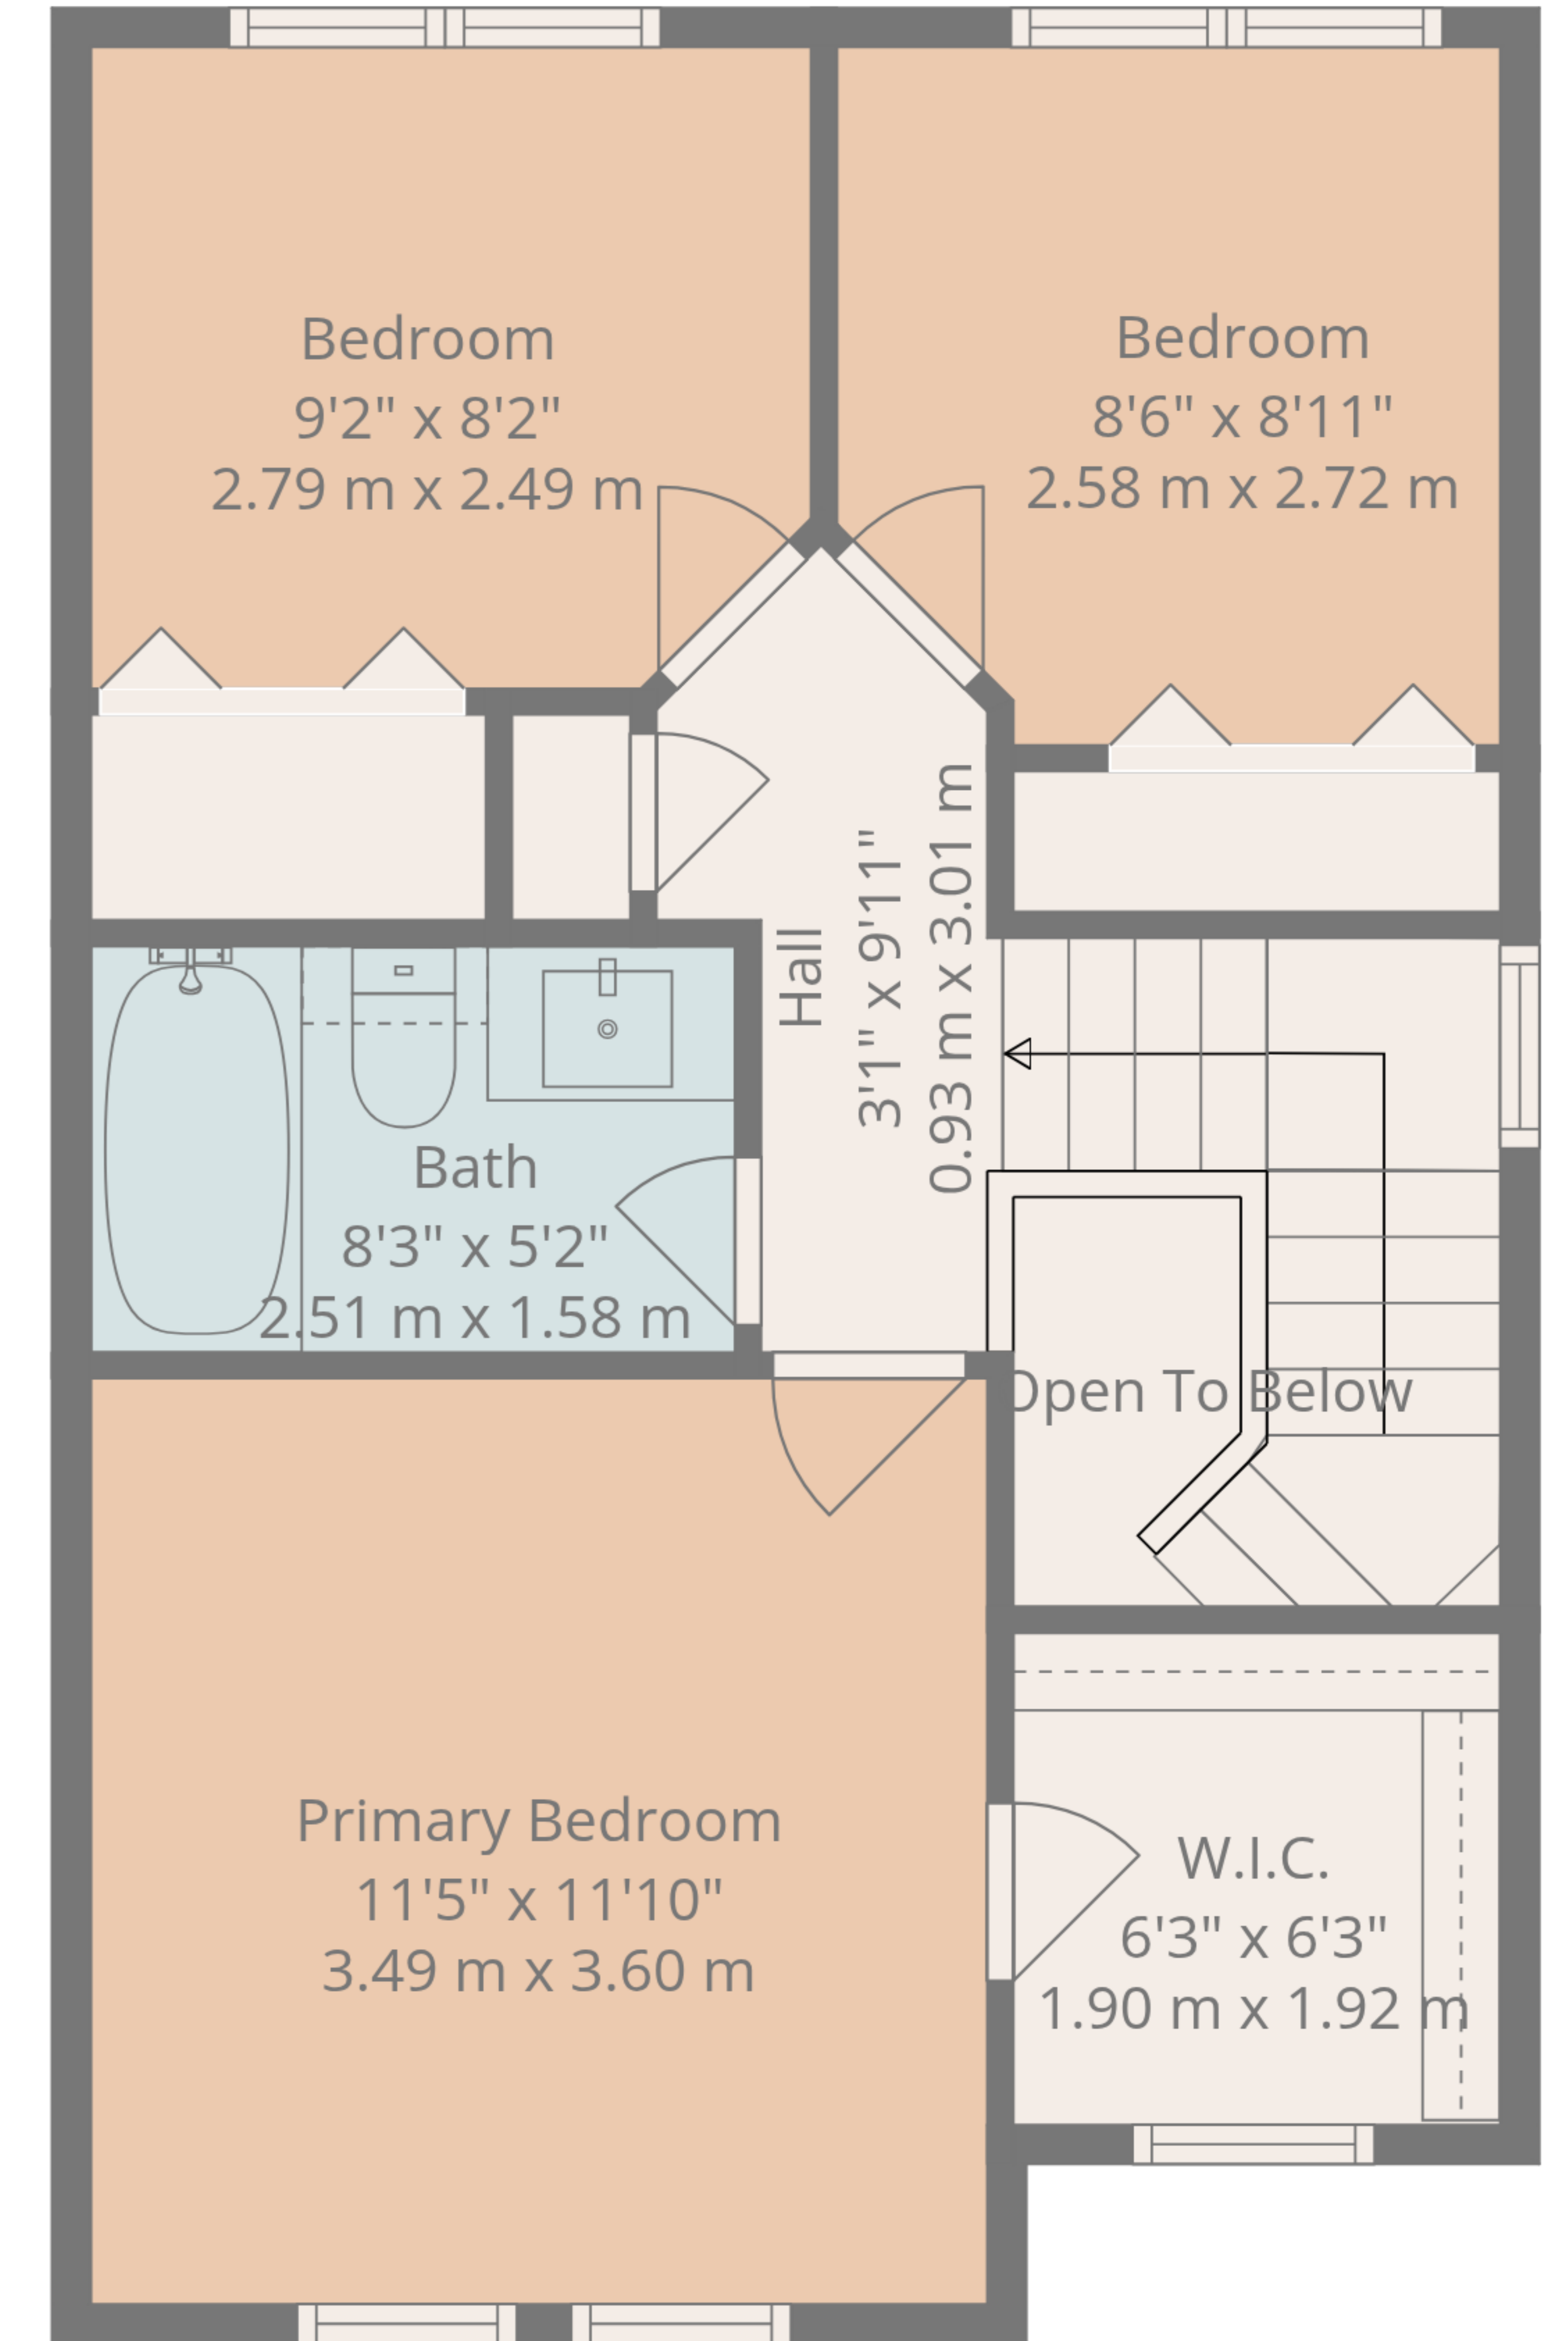 Bedroom
9'2" x 8'2"
2.79 m x 2.49 m
Bedroom
8'6" x 8'11"
2.58 m x 2.72 m
Hall
3'1" x 9'11"
0.93 m x 3.01 m
Bath
8'3" x 5'2"
2.51 m x 1.58 m
Open To Below
Primary Bedroom
11'5" x 11'10"
3.49 m x 3.60 m
W.I.C.
6'3" x 6'3"
1.90 m x 1.92 m